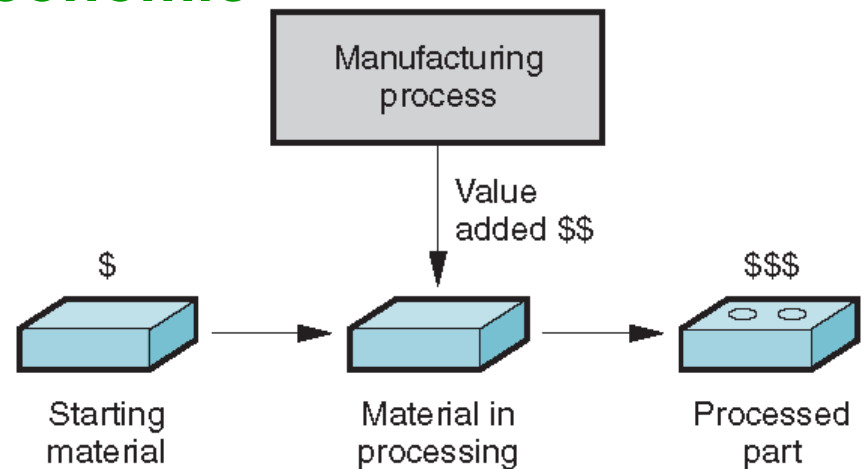 Manufacturing
process
Value
added $$
$
$$$
Starting
material
Material in
processing
Processed
part